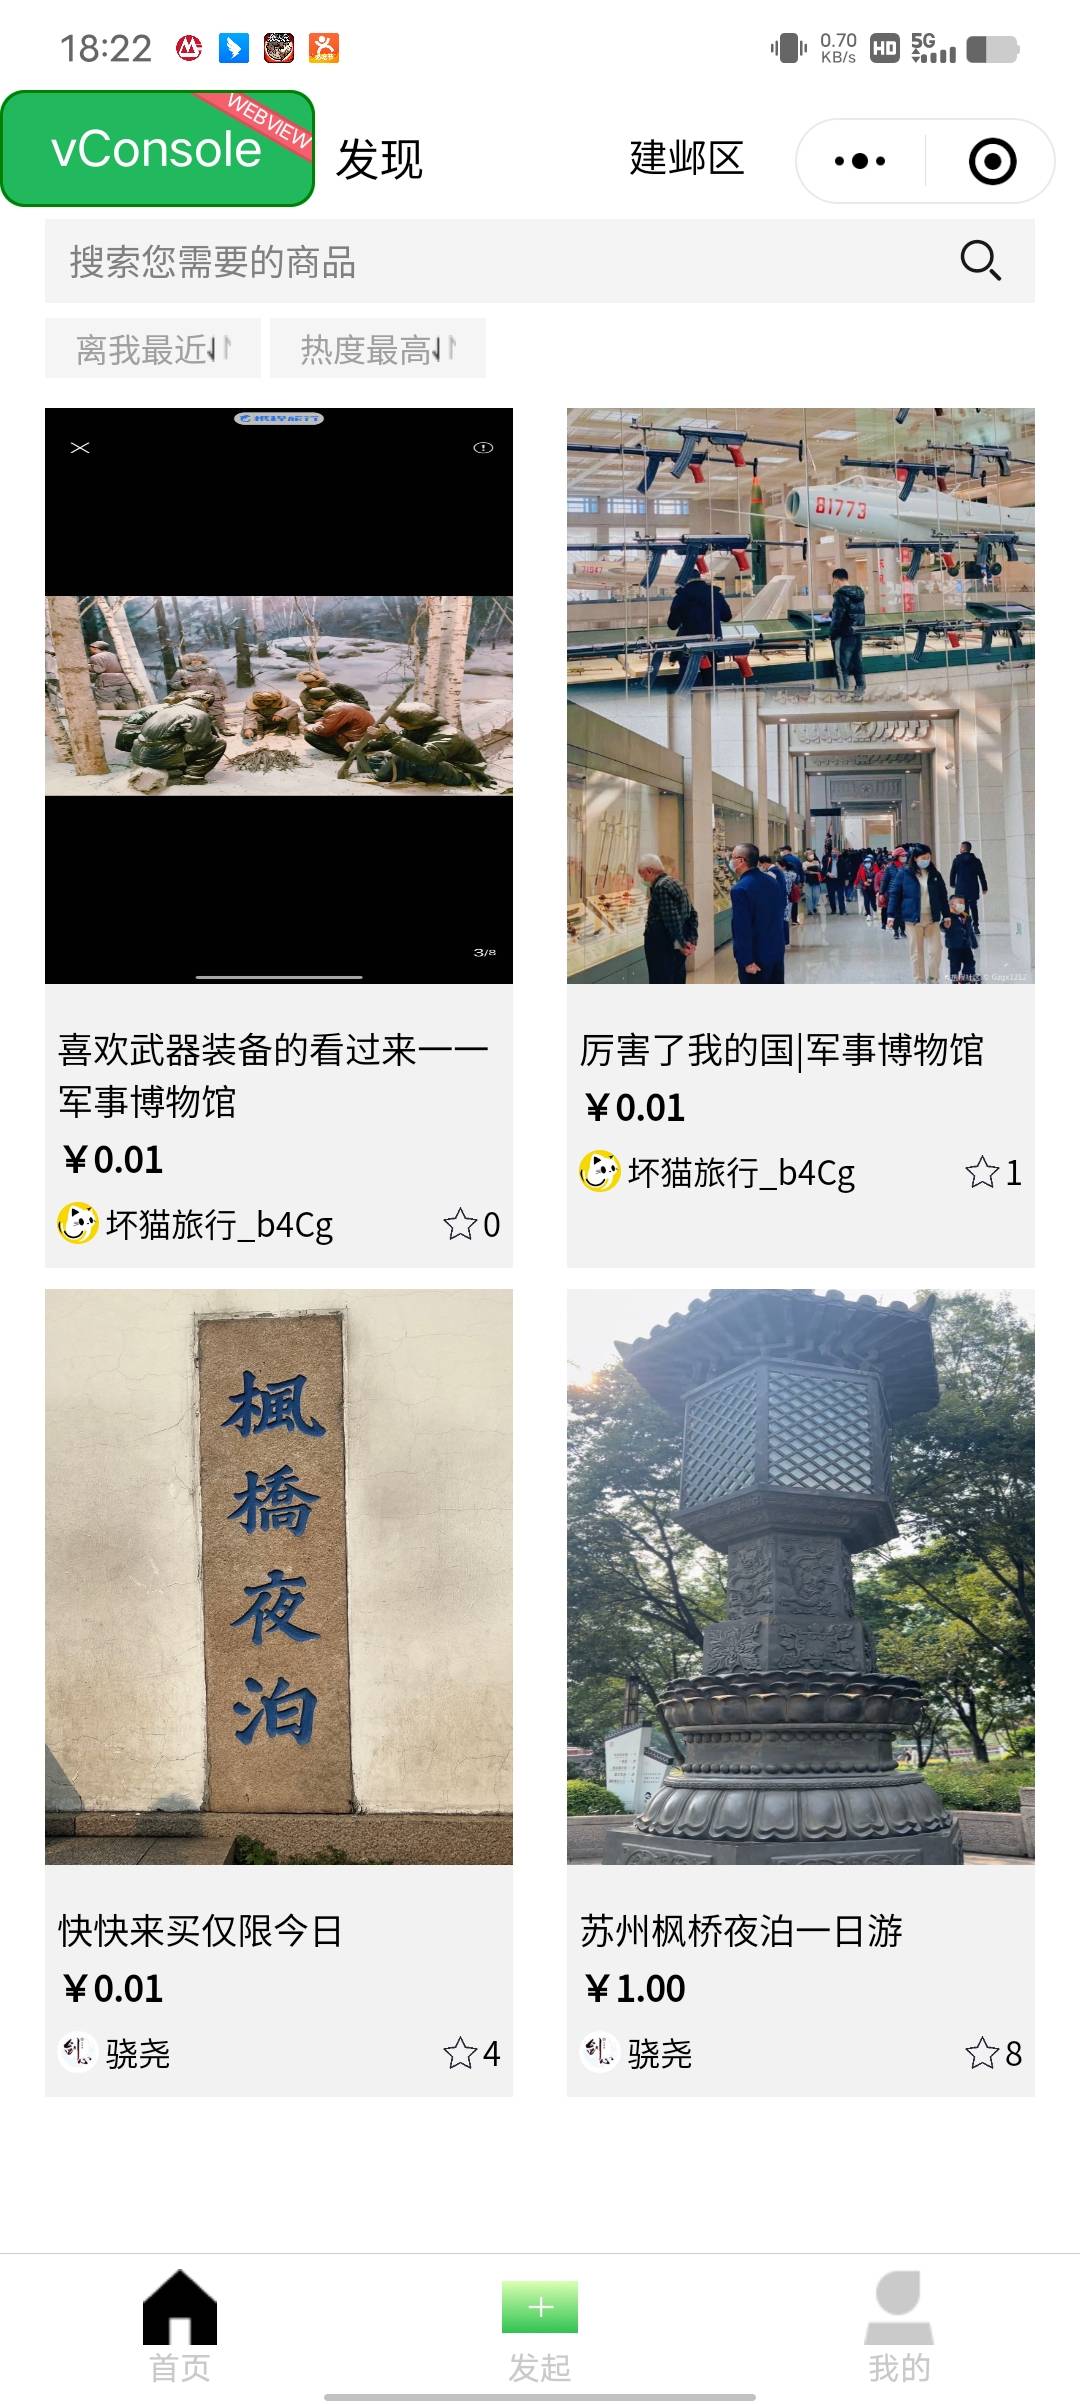 18:22
0.70
KB/s
HD
5G
vConsole
WEBVIEW
发现
建邺区
搜索您需要的商品
离我最近
热度最高
携程旅行
3/8
81773
喜欢武器装备的看过来一一
军事博物馆
¥0.01
坏猫旅行_b4Cg
0
厉害了我的国|军事博物馆
¥0.01
坏猫旅行_b4Cg
1
楓
橋
夜
泊
快快来买仅限今日
¥0.01
骁尧
4
苏州枫桥夜泊一日游
¥1.00
骁尧
8
首页
发起
我的